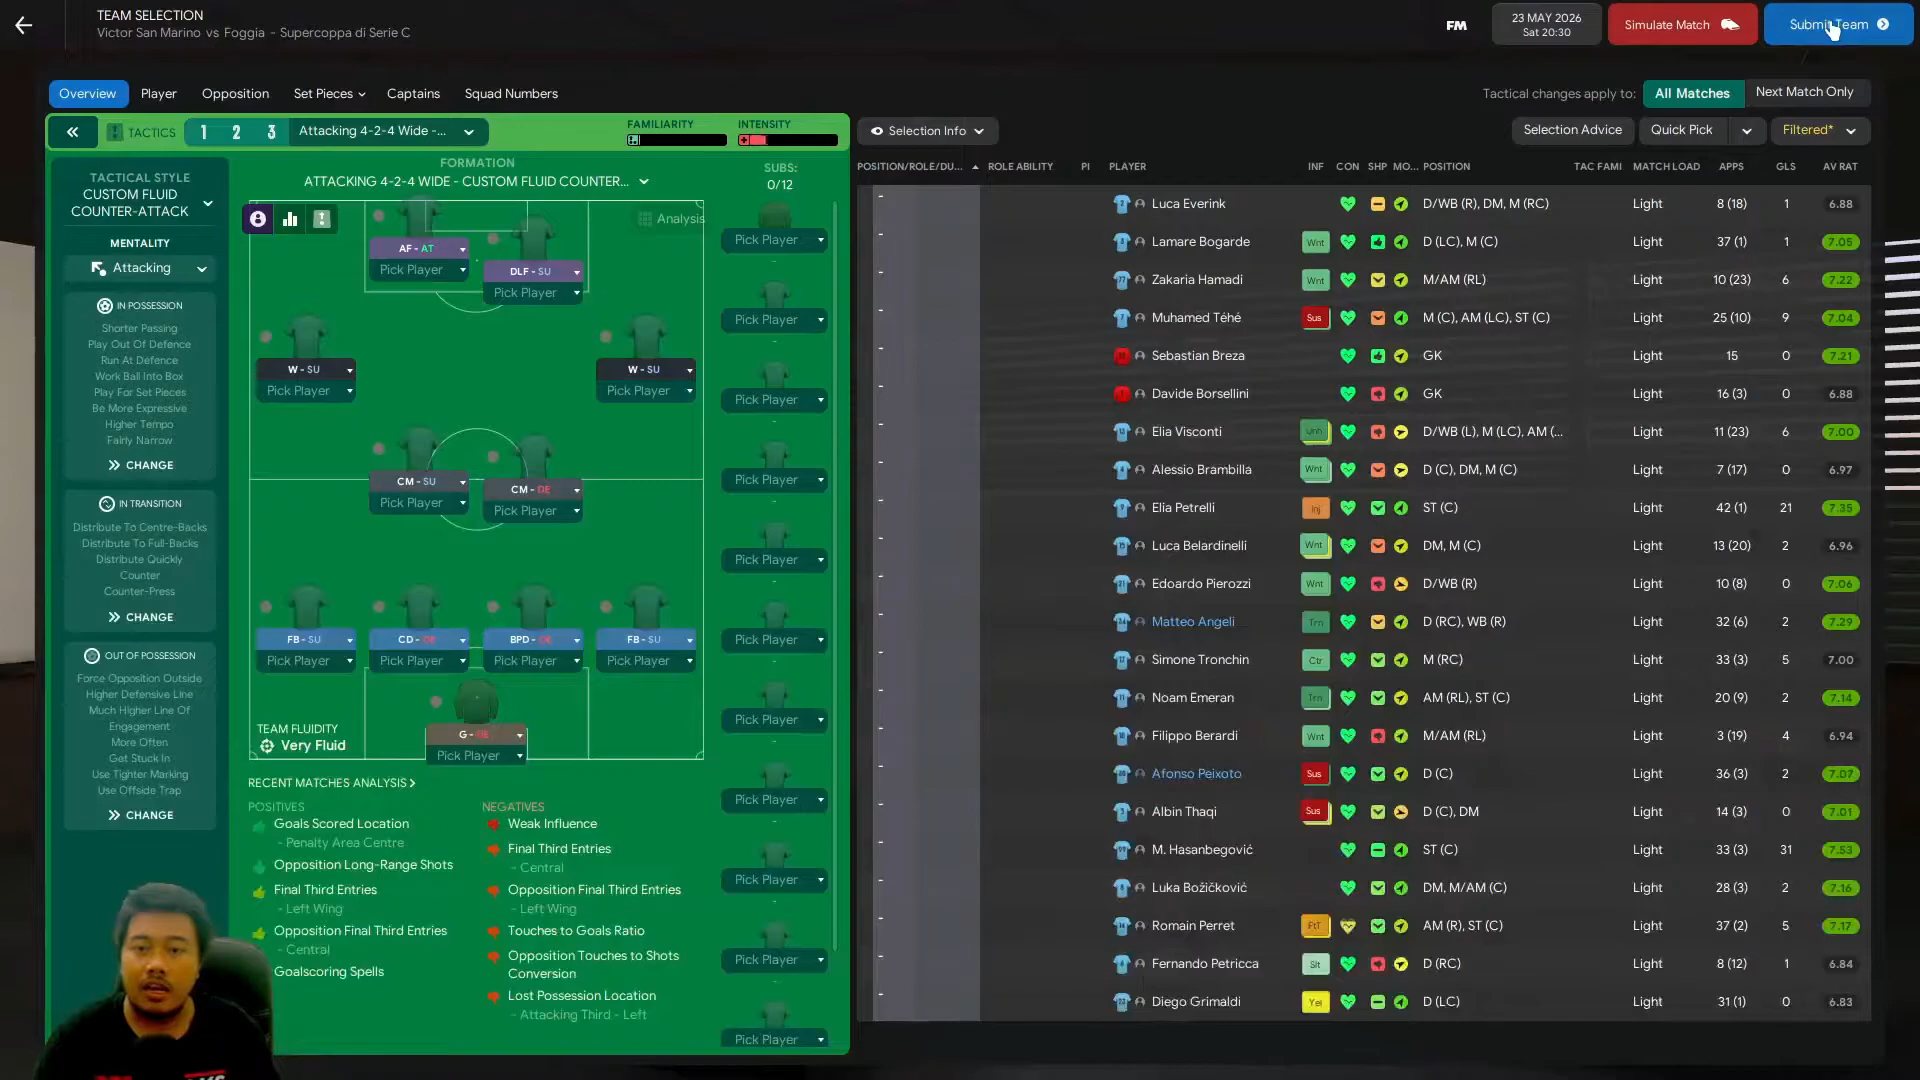 TEAM SELECTION
Victor San Marino vs Foggia - Supercoppa di Serie C
FM
23 MAY 2026
Sat 20:30
Simulate Match
Submit Team
Overview
Player
Opposition
Set Pieces
Captains
Squad Numbers
Tactical changes apply to:
All Matches
Next Match Only
TACTICS
1 2 3
Attacking 4-2-4 Wide -...
FAMILIARITY
INTENSITY
Selection Info
Selection Advice
Quick Pick
Filtered*
TACTICAL STYLE
CUSTOM FLUID
COUNTER-ATTACK
MENTALITY
Attacking
IN POSSESSION
Shorter Passing
Play Out Of Defence
Run At Defence
Work Ball Into Box
Play For Set Pieces
Be More Expressive
Higher Tempo
Fairly Narrow
CHANGE
IN TRANSITION
Distribute To Centre-Backs
Distribute To Full-Backs
Distribute Quickly
Counter
Counter-Press
CHANGE
OUT OF POSSESSION
Force Opposition Outside
Higher Defensive Line
Much Higher Line Of
Engagement
More Often
Get Stuck In
Use Tighter Marking
Use Offside Trap
CHANGE
FORMATION
ATTACKING 4-2-4 WIDE - CUSTOM FLUID COUNTER...
SUBS:
0/12
Analysis
AF - AT
Pick Player
DLF - SU
Pick Player
W - SU
Pick Player
W - SU
Pick Player
CM - SU
Pick Player
CM - DE
Pick Player
FB - SU
Pick Player
CD - DE
Pick Player
BPD - DE
Pick Player
FB - SU
Pick Player
G - DE
Pick Player
TEAM FLUIDITY
Very Fluid
Pick Player
Pick Player
Pick Player
Pick Player
Pick Player
Pick Player
Pick Player
Pick Player
Pick Player
Pick Player
Pick Player
RECENT MATCHES ANALYSIS
POSITIVES
Goals Scored Location
- Penalty Area Centre
Opposition Long-Range Shots
Final Third Entries
- Left Wing
Opposition Final Third Entries
- Central
Goalscoring Spells
NEGATIVES
Weak Influence
Final Third Entries
- Central
Opposition Final Third Entries
- Left Wing
Touches to Goals Ratio
Opposition Touches to Shots
Conversion
Lost Possession Location
- Attacking Third - Left
POSITION/ROLE/DU... ROLE ABILITY PI PLAYER INF CON SHP MO... POSITION TAC FAMI MATCH LOAD APPS GLS AV RAT
- Luca Everink D/WB (R), DM, M (RC) Light 8 (18) 1 6.88
- Lamare Bogarde Wnt D (LC), M (C) Light 37 (1) 1 7.05
- Zakaria Hamadi Wnt M/AM (RL) Light 10 (23) 6 7.22
- Muhamed Téhé Sus M (C), AM (LC), ST (C) Light 25 (10) 9 7.04
- Sebastian Breza GK Light 15 0 7.21
- Davide Borsellini GK Light 16 (3) 0 6.88
- Elia Visconti D/WB (L), M (LC), AM (... Light 11 (23) 6 7.00
- Alessio Brambilla Wnt D (C), DM, M (C) Light 7 (17) 0 6.97
- Elia Petrelli Inj ST (C) Light 42 (1) 21 7.35
- Luca Belardinelli Wnt DM, M (C) Light 13 (20) 2 6.96
- Edoardo Pierozzi Wnt D/WB (R) Light 10 (8) 0 7.06
- Matteo Angeli Trn D (RC), WB (R) Light 32 (6) 2 7.29
- Simone Tronchin Ctr M (RC) Light 33 (3) 5 7.00
- Noam Emeran Trn AM (RL), ST (C) Light 20 (9) 2 7.14
- Filippo Berardi Wnt M/AM (RL) Light 3 (19) 4 6.94
- Afonso Peixoto Sus D (C) Light 36 (3) 2 7.07
- Albin Thaqi Sus D (C), DM Light 14 (3) 0 7.01
- M. Hasanbegović ST (C) Light 33 (3) 31 7.53
- Luka Božičković DM, M/AM (C) Light 28 (3) 2 7.16
- Romain Perret FtT AM (R), ST (C) Light 37 (2) 5 7.17
- Fernando Petricca Slt D (RC) Light 8 (12) 1 6.84
- Diego Grimaldi Yel D (LC) Light 31 (1) 0 6.83